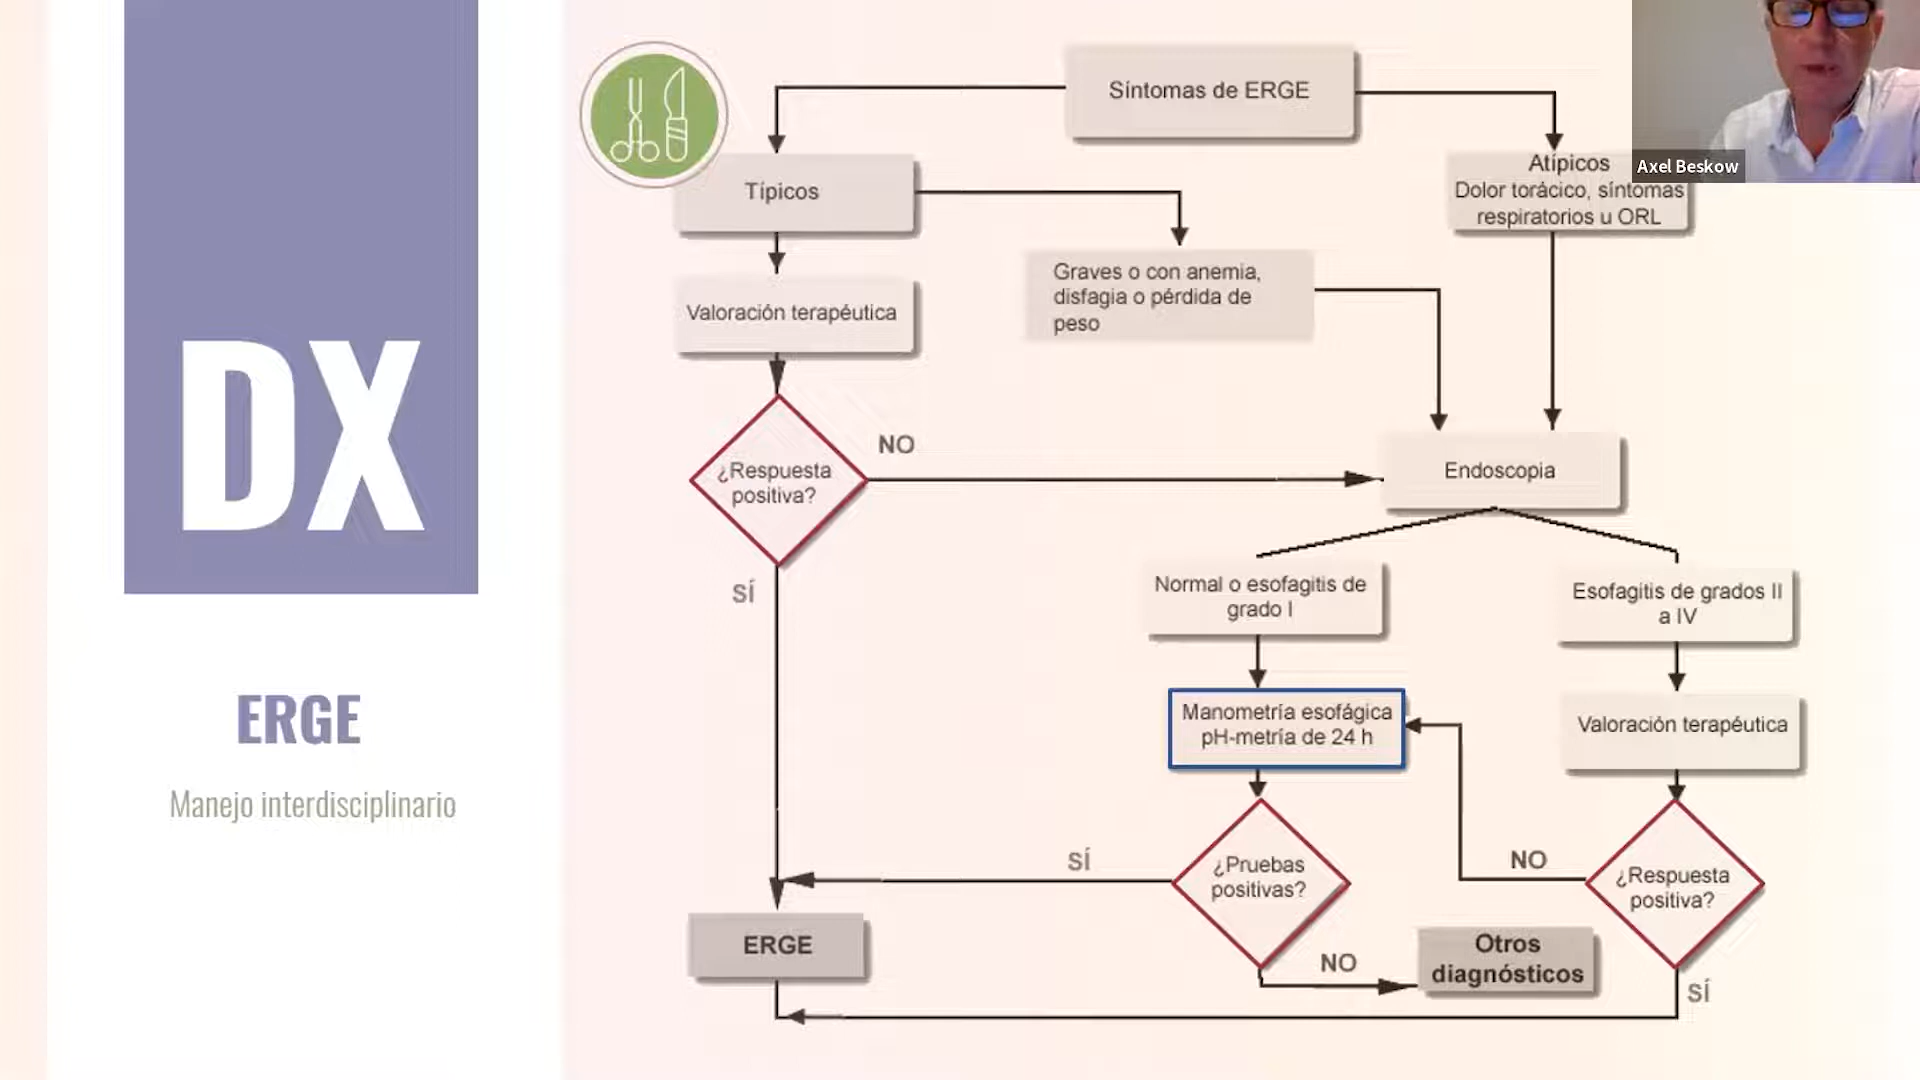 DX
ERGE
Manejo interdisciplinario
Síntomas de ERGE
Típicos
Atípicos
Dolor torácico, síntomas
respiratorios u ORL
Axel Beskow
Graves o con anemia,
disfagia o pérdida de
peso
Valoración terapéutica
¿Respuesta
positiva?
NO
SÍ
Endoscopia
Normal o esofagitis de
grado I
Esofagitis de grados II
a IV
Manometría esofágica
pH-metría de 24 h
Valoración terapéutica
¿Pruebas
positivas?
SÍ
NO
¿Respuesta
positiva?
NO
SÍ
ERGE
Otros
diagnósticos